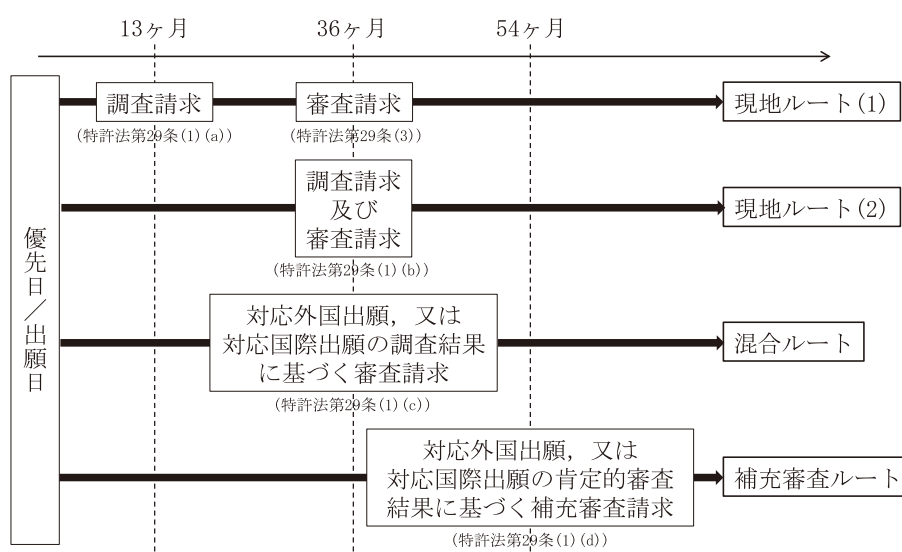 13ヶ月
36ヶ月
54ヶ月
優先日／出願日
調査請求
(特許法第29条(1)(a))
審査請求
(特許法第29条(3))
現地ルート(1)
調査請求
及び
審査請求
(特許法第29条(1)(b))
現地ルート(2)
対応外国出願，又は
対応国際出願の調査結果
に基づく審査請求
(特許法第29条(1)(c))
混合ルート
対応外国出願，又は
対応国際出願の肯定的審査
結果に基づく補充審査請求
(特許法第29条(1)(d))
補充審査ルート